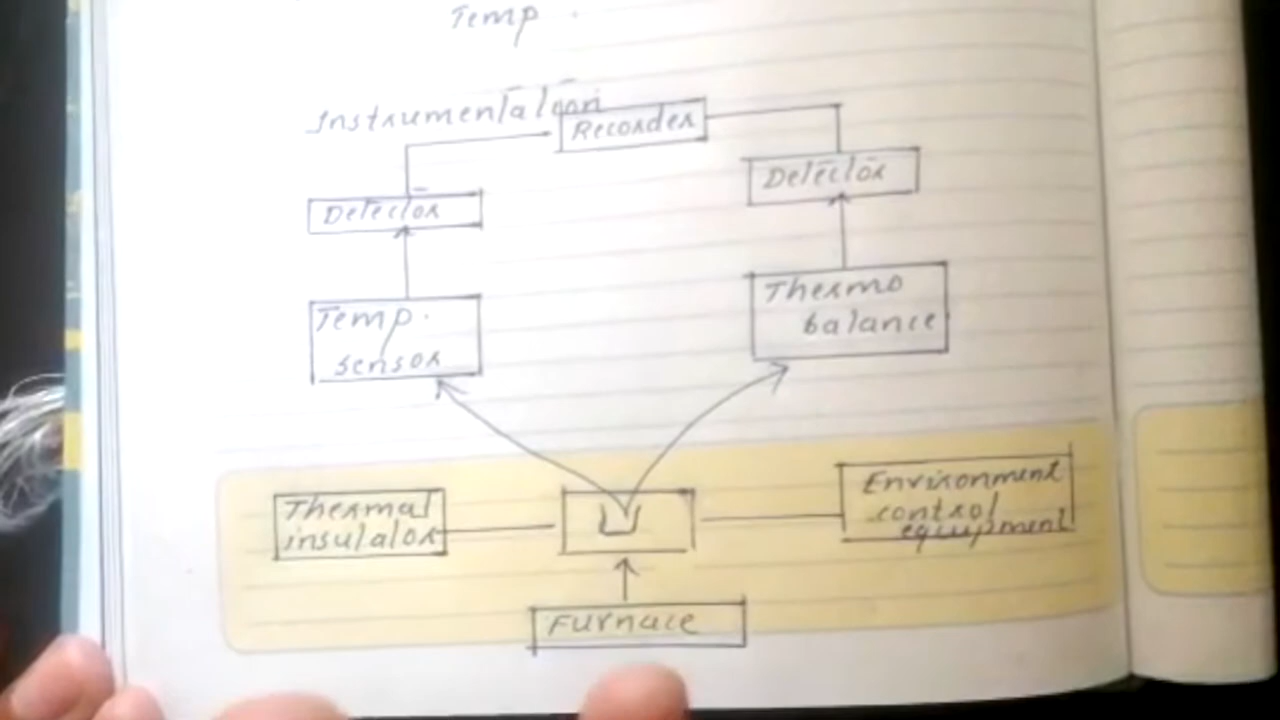 Temp.
Instrumentation
Recorder
Detector
Detector
Temp.
sensor
Thermo
balance
Thermal
insulator
Environment
control
equipment
Furnace